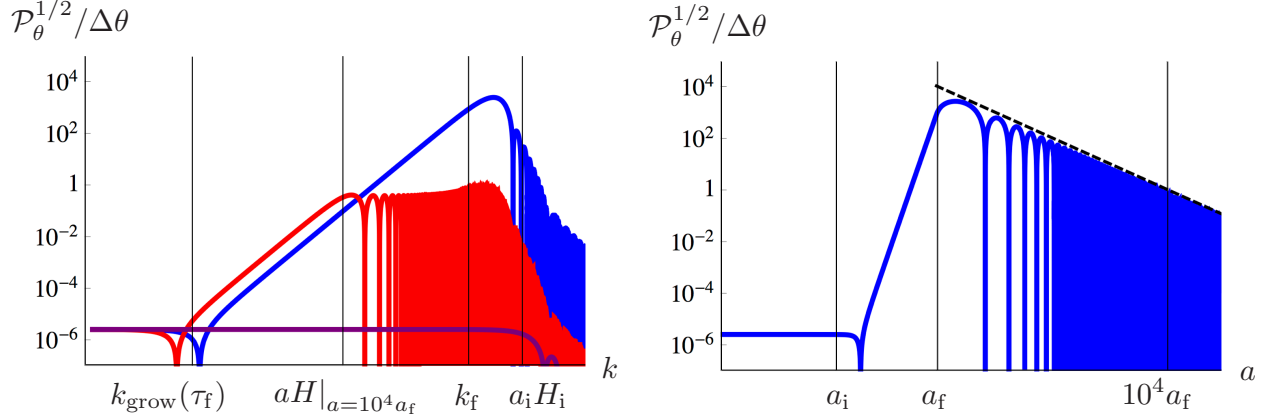 𝒫_θ^{1/2}/Δθ
10^4
10^2
1
10^{-2}
10^{-4}
10^{-6}
k_grow(τ_f)
aH|_{a=10^4 a_f}
k_f
a_i H_i
k
𝒫_θ^{1/2}/Δθ
10^4
10^2
1
10^{-2}
10^{-4}
10^{-6}
a_i
a_f
10^4 a_f
a